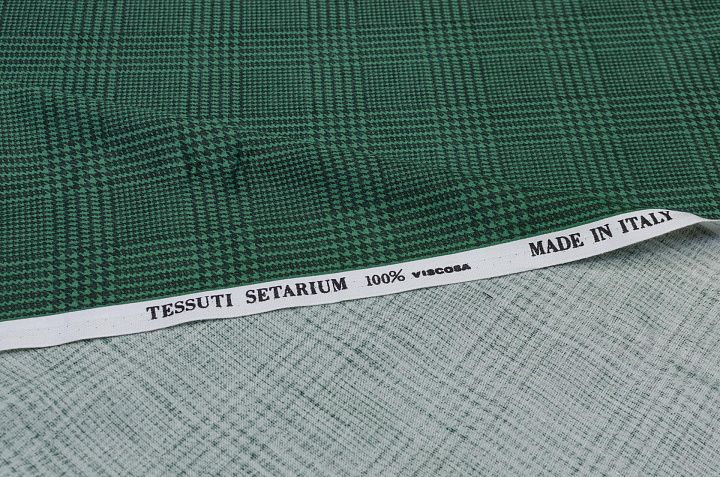 TESSUTI SETARIUM 100% VISCOSA MADE IN ITALY